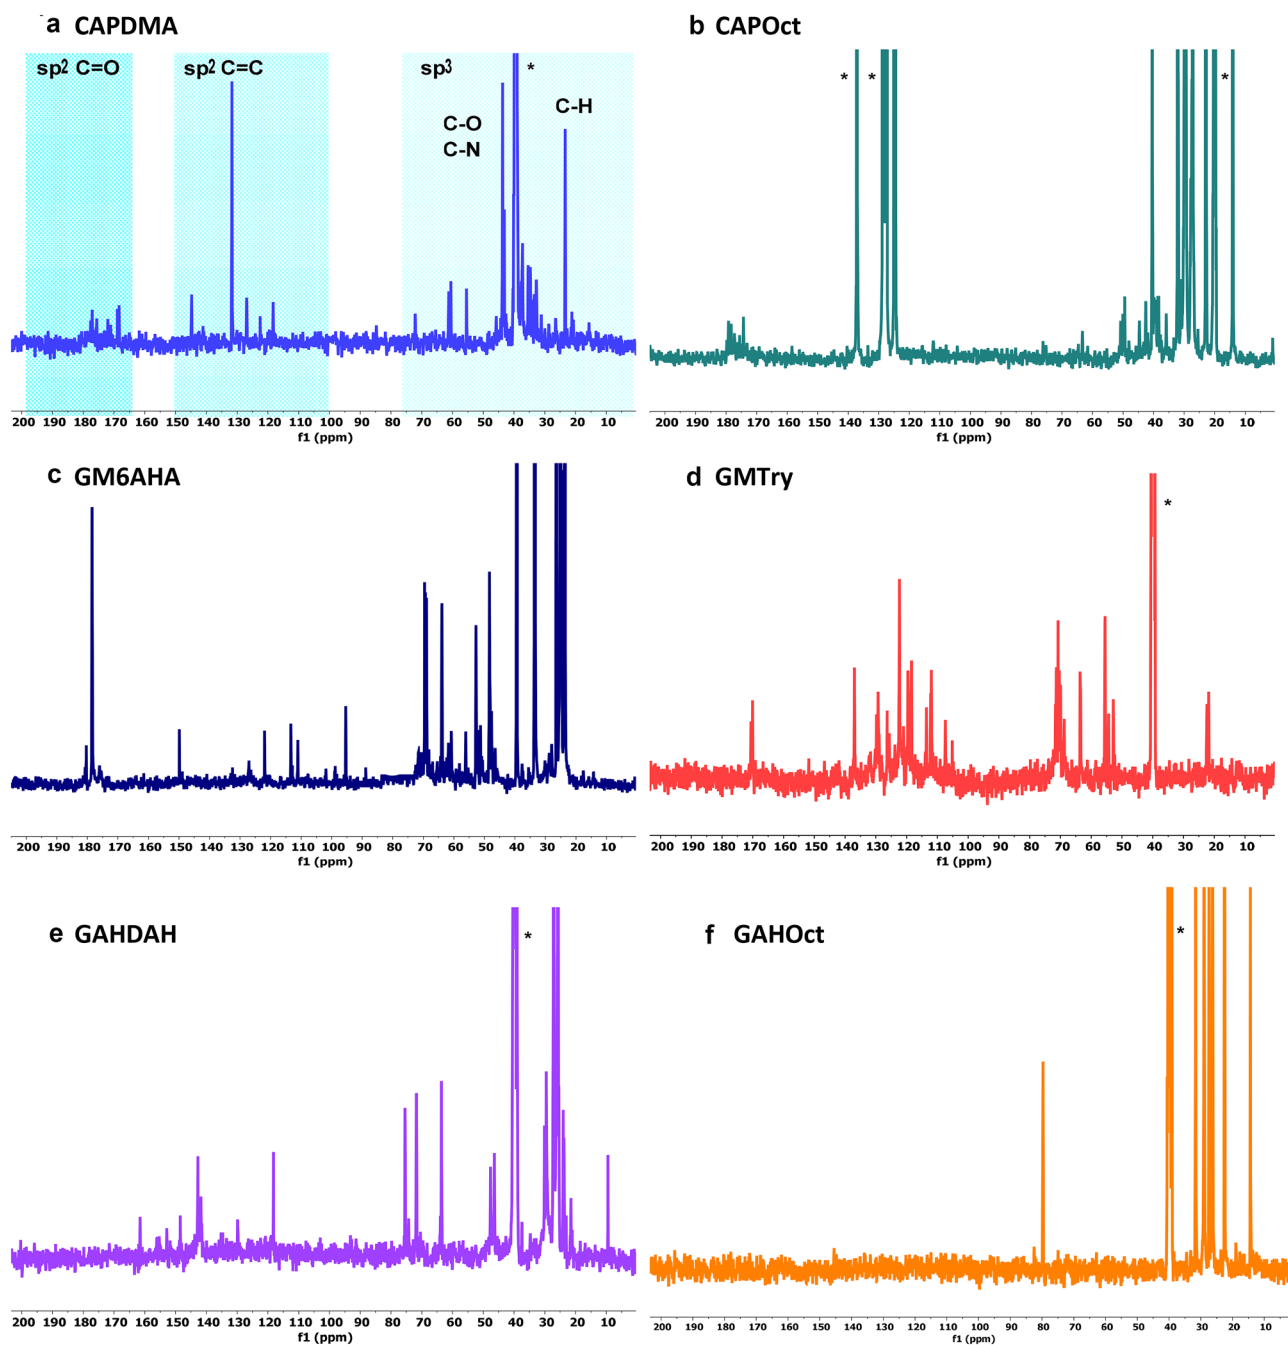 a CAPDMA
sp2 C=O
sp2 C=C
sp3
*
C-O
C-N
C-H
200 190 180 170 160 150 140 130 120 110 100 90 80 70 60 50 40 30 20 10
f1 (ppm)
b CAPOct
* * *
200 190 180 170 160 150 140 130 120 110 100 90 80 70 60 50 40 30 20 10
f1 (ppm)
c GM6AHA
200 190 180 170 160 150 140 130 120 110 100 90 80 70 60 50 40 30 20 10
f1 (ppm)
d GMTry
*
200 190 180 170 160 150 140 130 120 110 100 90 80 70 60 50 40 30 20 10
f1 (ppm)
e GAHDAH
*
200 190 180 170 160 150 140 130 120 110 100 90 80 70 60 50 40 30 20 10
f1 (ppm)
f GAHOct
*
200 190 180 170 160 150 140 130 120 110 100 90 80 70 60 50 40 30 20 10
f1 (ppm)